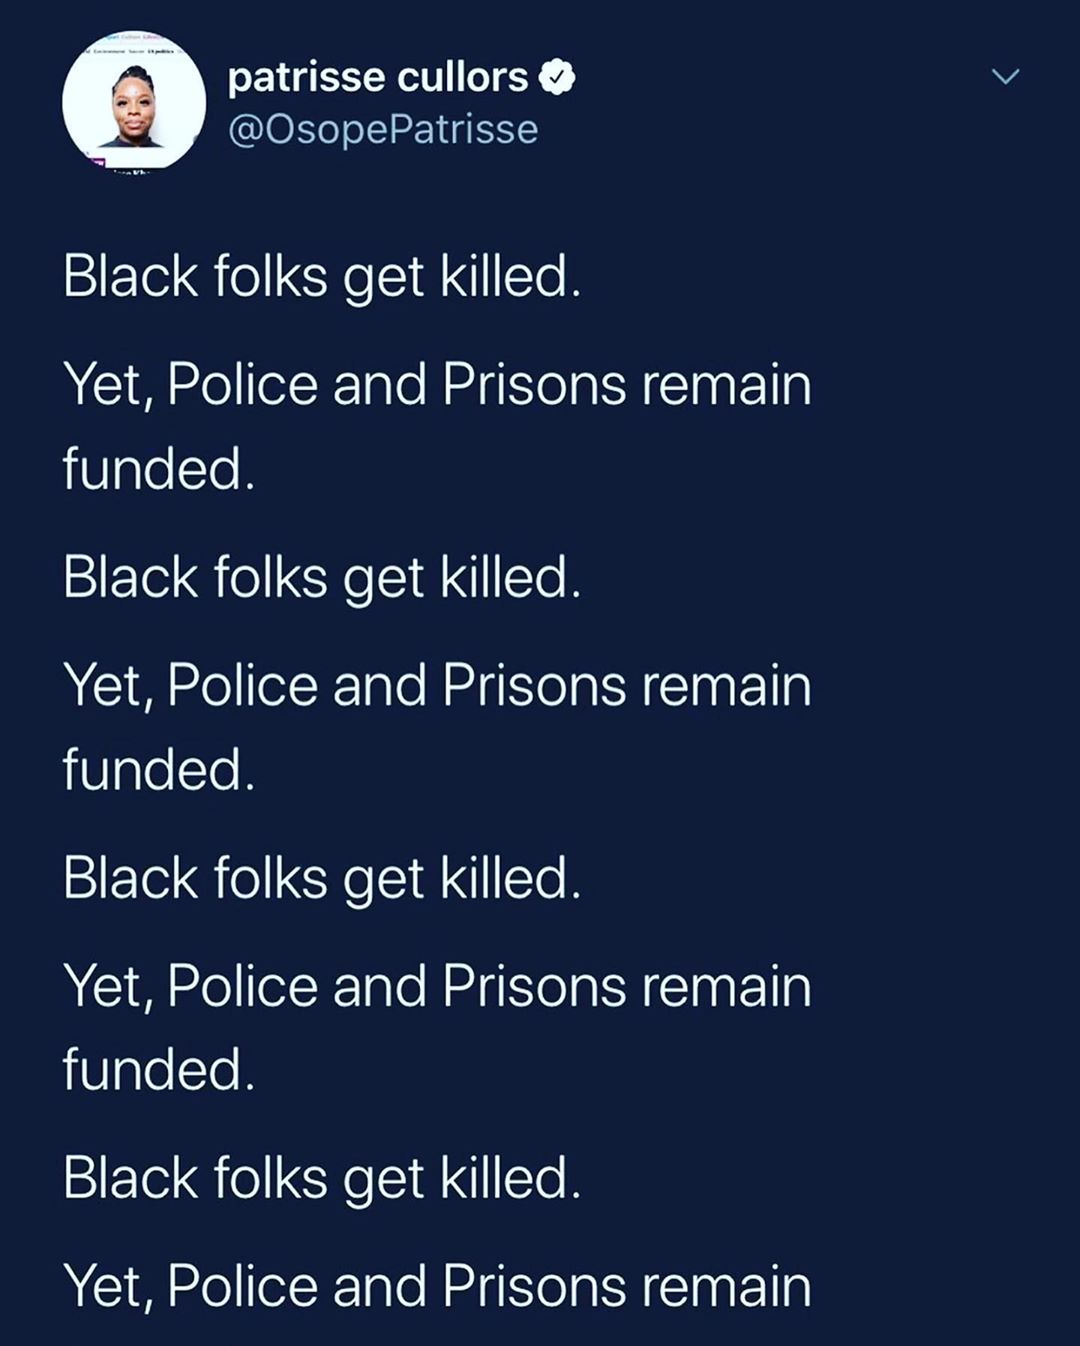 patrisse cullors
@OsopePatrisse
Black folks get killed.
Yet, Police and Prisons remain
funded.
Black folks get killed.
Yet, Police and Prisons remain
funded.
Black folks get killed.
Yet, Police and Prisons remain
funded.
Black folks get killed.
Yet, Police and Prisons remain